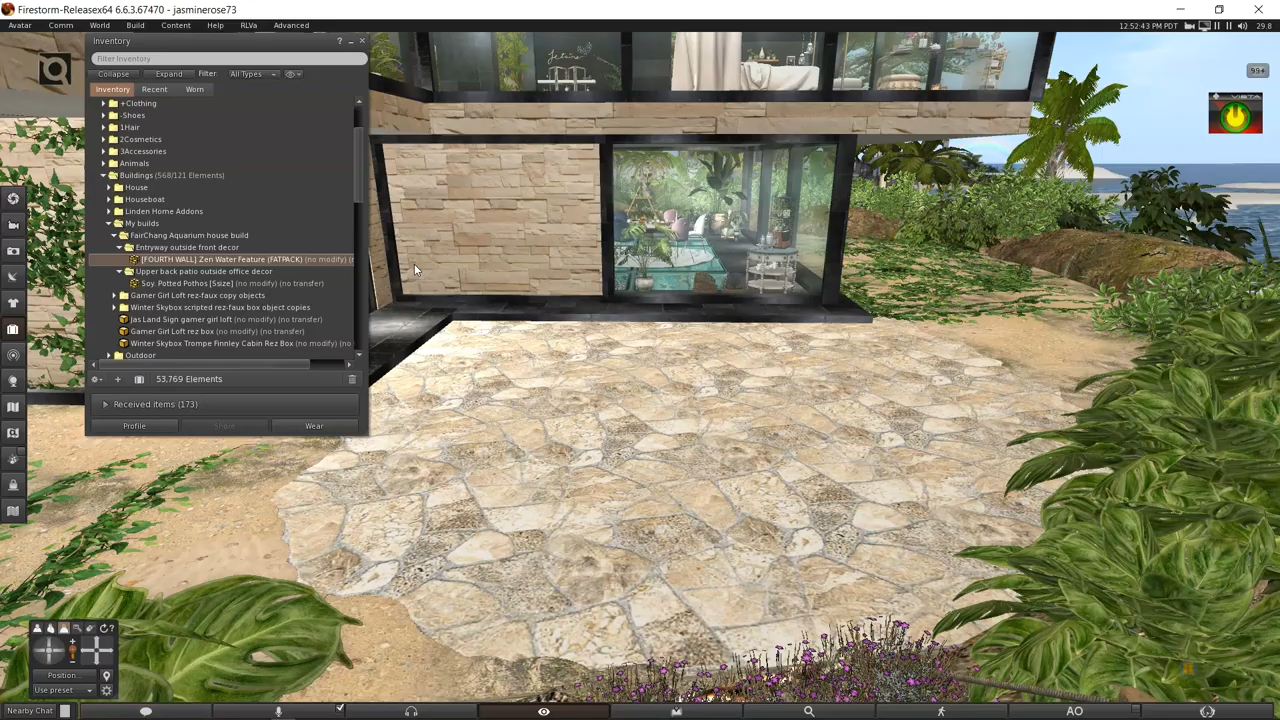 Firestorm-Releasex64 6.6.3.67470 - jasminerose73
Avatar Comm World Build Content Help RLVa Advanced
12:52:43 PM PDT
29.8
Inventory
?
Filter Inventory
Collapse Expand Filter: All Types
Inventory Recent Worn
+Clothing
-Shoes
1Hair
2Cosmetics
3Accessories
Animals
Buildings (568/121 Elements)
House
Houseboat
Linden Home Addons
My builds
FairChang Aquarium house build
Entryway outside front decor
[FOURTH WALL] Zen Water Feature (FATPACK) (no modify) (
Upper back patio outside office decor
Soy. Potted Pothos [Ssize] (no modify) (no transfer)
Gamer Girl Loft rez-faux copy objects
Winter Skybox scripted rez-faux box object copies
Jas Land Sign gamer girl loft (no modify) (no transfer)
Gamer Girl Loft rez box (no modify) (no transfer)
Winter Skybox Trompe Finnley Cabin Rez Box (no modify) (no
Outdoor
53,769 Elements
Received items (173)
Profile Share Wear
99+
VISTA
Position...
Use preset
Nearby Chat
AO